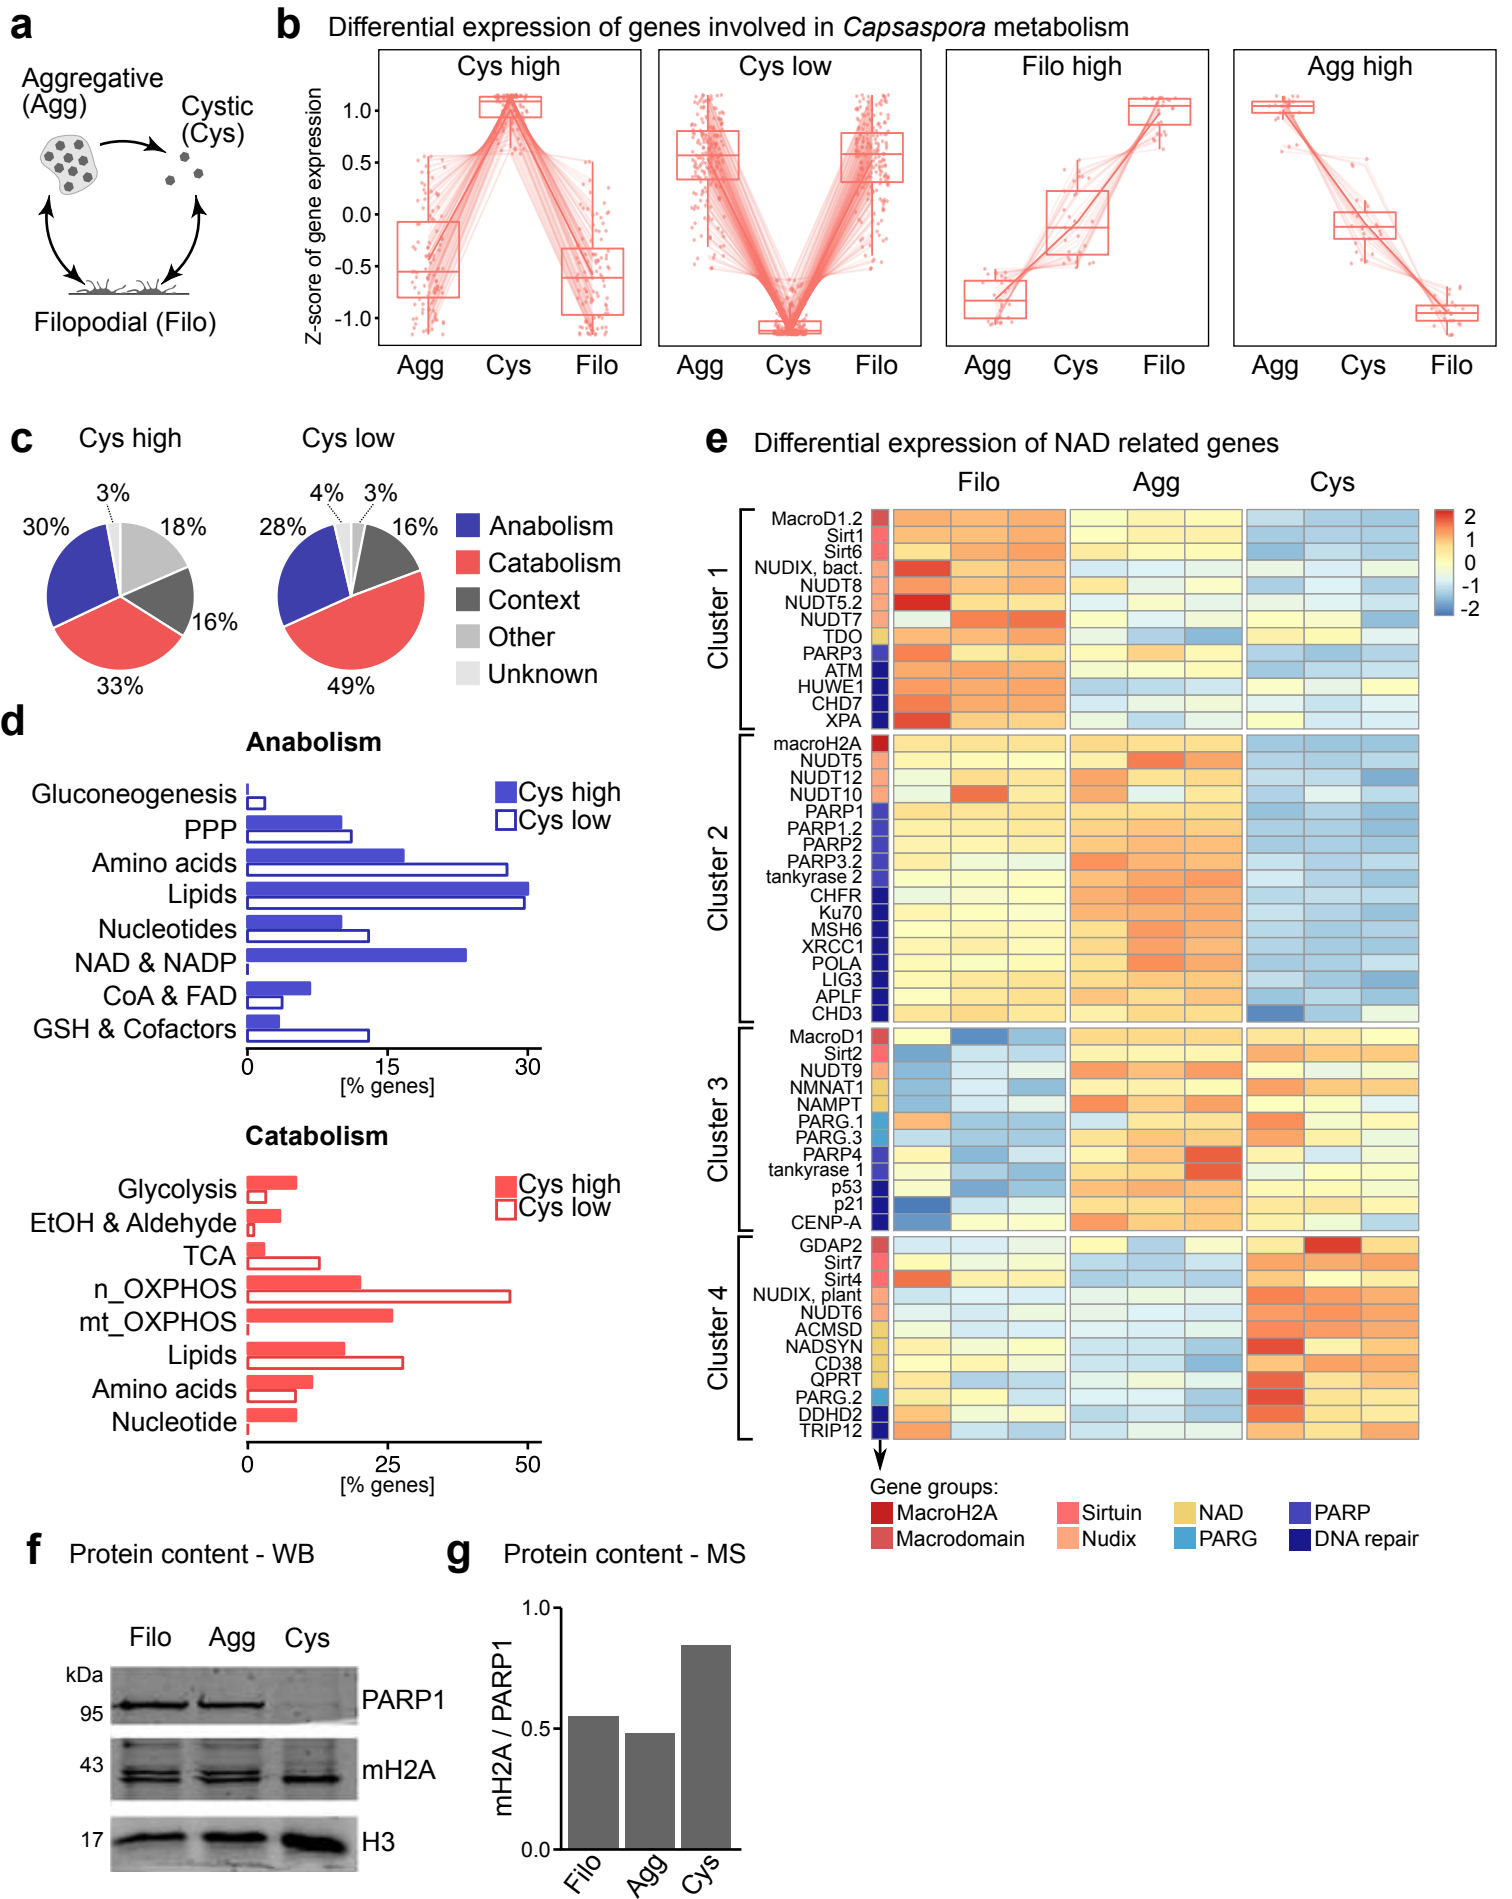 a
Aggregative
(Agg)
Cystic
(Cys)
Filopodial (Filo)
b Differential expression of genes involved in Capsaspora metabolism
Cys high
Cys low
Filo high
Agg high
Z-score of gene expression
1.0
0.5
0.0
-0.5
-1.0
Agg Cys Filo
Agg Cys Filo
Agg Cys Filo
Agg Cys Filo
c
Cys high
3%
30%
18%
16%
33%
Cys low
4% 3%
28%
16%
49%
Anabolism
Catabolism
Context
Other
Unknown
d
Anabolism
Cys high
Cys low
Gluconeogenesis
PPP
Amino acids
Lipids
Nucleotides
NAD & NADP
CoA & FAD
GSH & Cofactors
0 15 30
[% genes]
Catabolism
Cys high
Cys low
Glycolysis
EtOH & Aldehyde
TCA
n_OXPHOS
mt_OXPHOS
Lipids
Amino acids
Nucleotide
0 25 50
[% genes]
e Differential expression of NAD related genes
Filo Agg Cys
2
1
0
-1
-2
Cluster 1
MacroD1.2
Sirt1
Sirt6
NUDIX, bact.
NUDT8
NUDT5.2
NUDT7
TDO
PARP3
ATM
HUWE1
CHD7
XPA
Cluster 2
macroH2A
NUDT5
NUDT12
NUDT10
PARP1
PARP1.2
PARP2
PARP3.2
tankyrase 2
CHFR
Ku70
MSH6
XRCC1
POLA
LIG3
APLF
CHD3
Cluster 3
MacroD1
Sirt2
NUDT9
NMNAT1
NAMPT
PARG.1
PARG.3
PARP4
tankyrase 1
p53
p21
CENP-A
Cluster 4
GDAP2
Sirt7
Sirt4
NUDIX, plant
NUDT6
ACMSD
NADSYN
CD38
QPRT
PARG.2
DDHD2
TRIP12
Gene groups:
MacroH2A Sirtuin NAD PARP
Macrodomain Nudix PARG DNA repair
f Protein content - WB
Filo Agg Cys
kDa
95
PARP1
43
mH2A
17
H3
g Protein content - MS
mH2A / PARP1
1.0
0.5
0.0
Filo Agg Cys